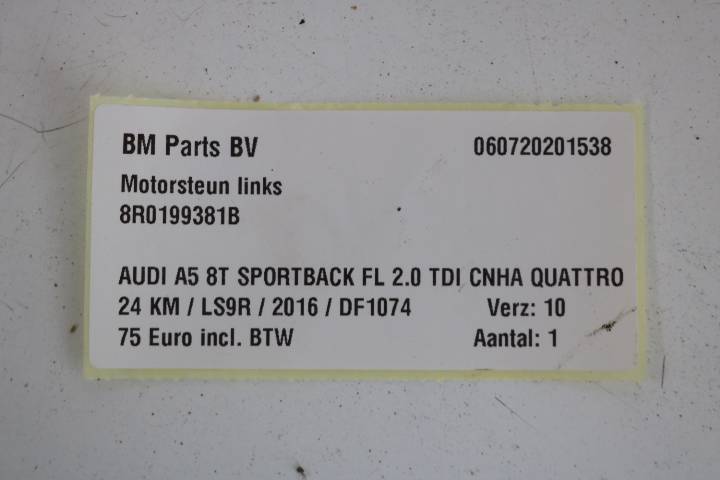 BM Parts BV 060720201538
Motorsteun links
8R0199381B
AUDI A5 8T SPORTBACK FL 2.0 TDI CNHA QUATTRO
24 KM / LS9R / 2016 / DF1074 Verz: 10
75 Euro incl. BTW Aantal: 1